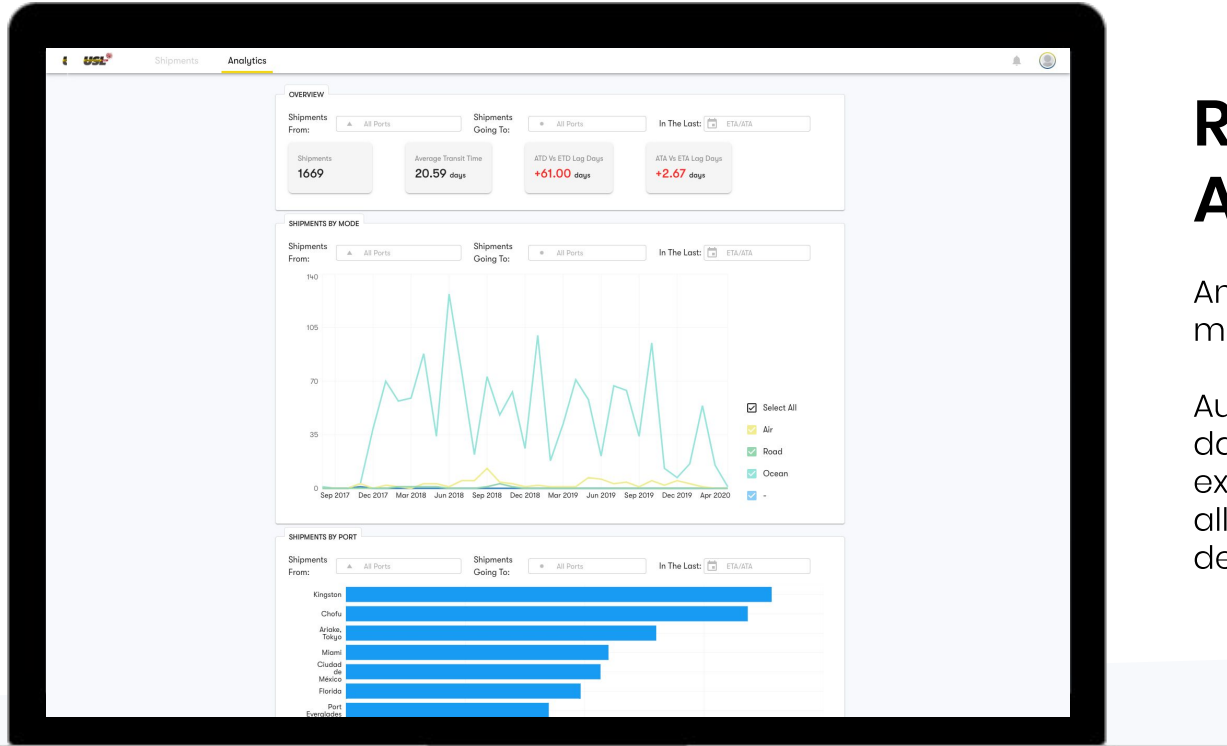 USL
Shipments
Analytics
OVERVIEW
Shipments From:
All Ports
Shipments Going To:
All Ports
In The Last:
ETA/ATA
Shipments
1669
Average Transit Time
20.59 days
ATD Vs ETD Lag Days
+61.00 days
ATA Vs ETA Lag Days
+2.67 days
SHIPMENTS BY MODE
Shipments From:
All Ports
Shipments Going To:
All Ports
In The Last:
ETA/ATA
140
105
70
35
0
Sep 2017 Dec 2017 Mar 2018 Jun 2018 Sep 2018 Dec 2018 Mar 2019 Jun 2019 Sep 2019 Dec 2019 Apr 2020
Select All
Air
Road
Ocean
-
SHIPMENTS BY PORT
Shipments From:
All Ports
Shipments Going To:
All Ports
In The Last:
ETA/ATA
Kingston
Chofu
Ariake,
Tokyo
Miami
Ciudad
de
México
Florida
Port
Everglades